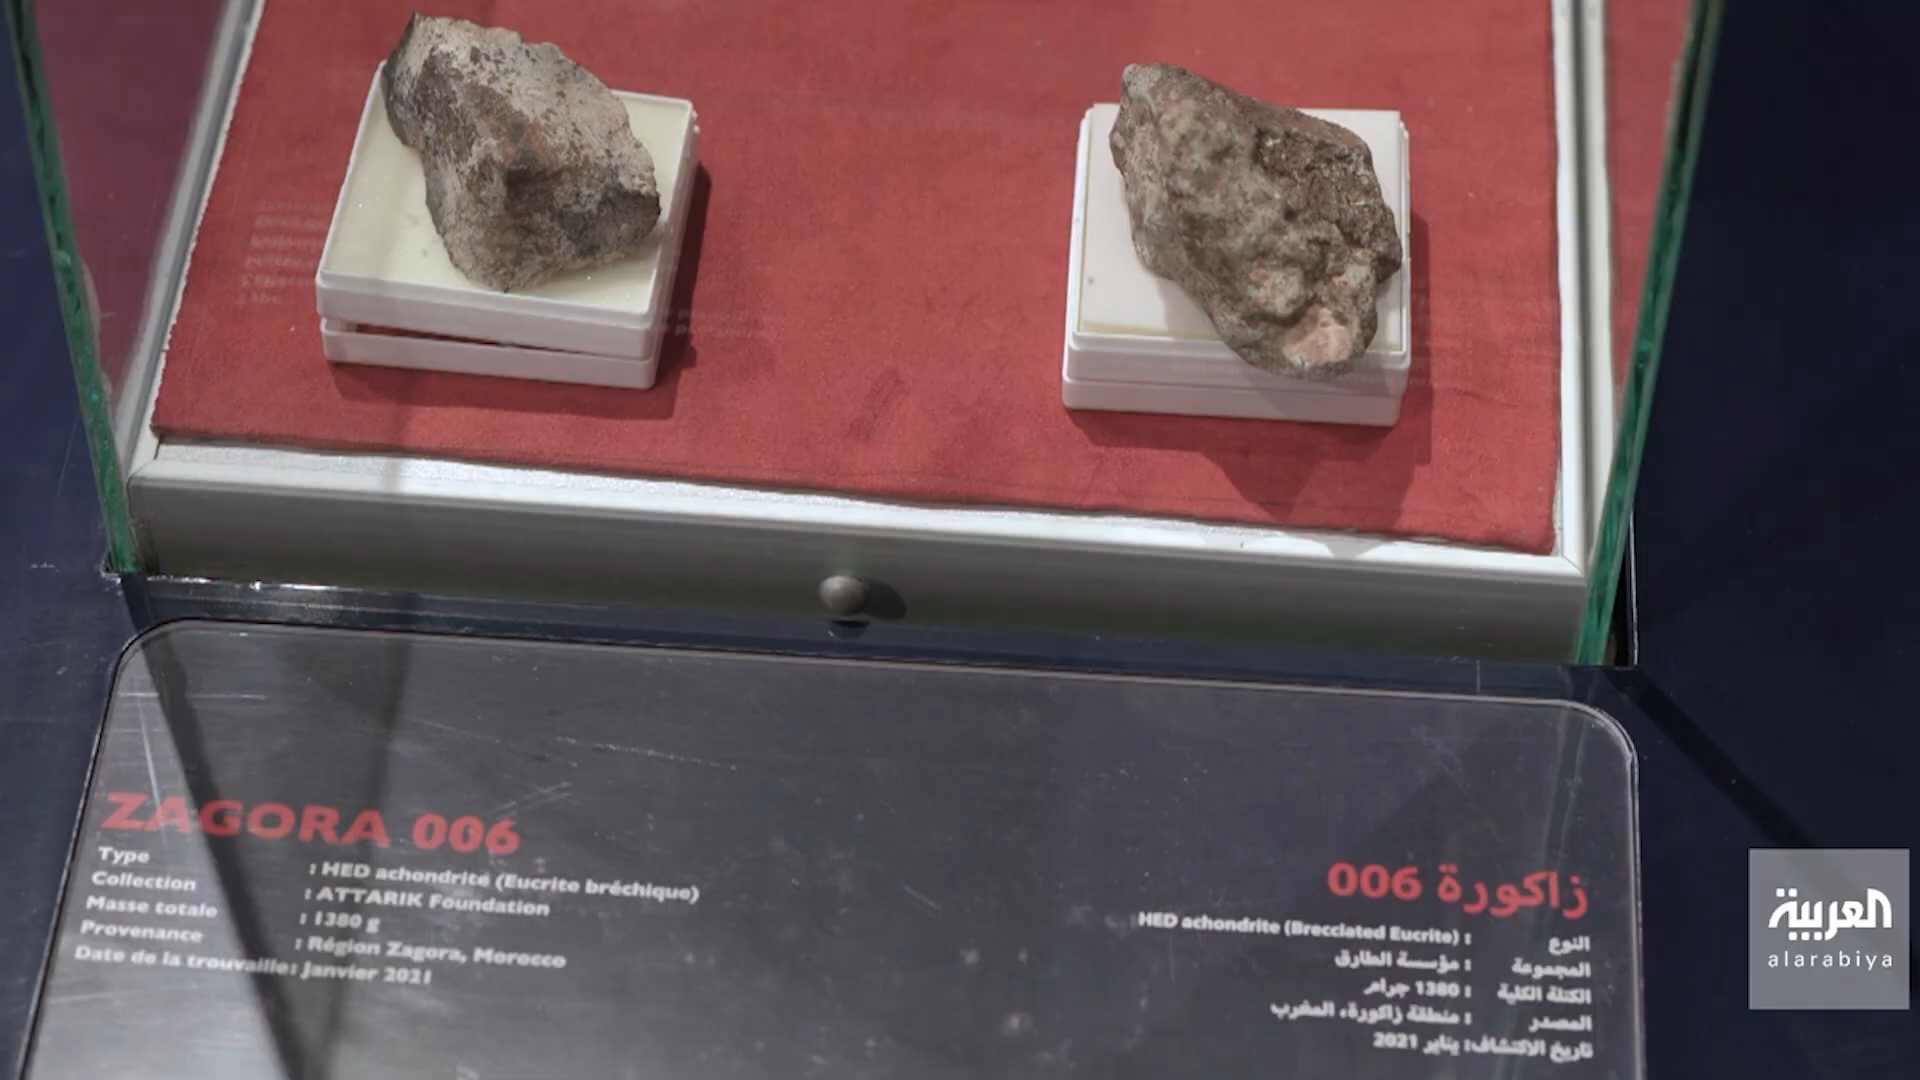 ZAGORA 006
Type : HED achondrite (Eucrite bréchique)
Collection : ATTARIK Foundation
Masse totale : 1380 g
Provenance : Région Zagora, Morocco
Date de la trouvaille: Janvier 2021
زاكورة 006
النوع : HED achondrite (Brecciated Eucrite)
المجموعة : مؤسسة الطارق
الكتلة الكلية : 1380 جرام
المصدر : منطقة زاكورة، المغرب
تاريخ الاكتشاف: يناير 2021
العربية
alarabiya